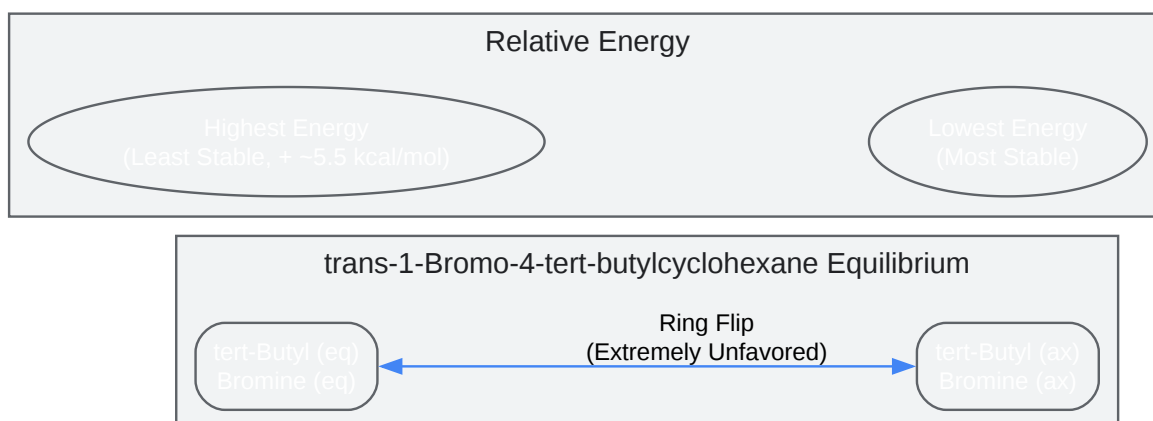 Relative Energy
Highest Energy
(Least Stable, + ~5.5 kcal/mol)
Lowest Energy
(Most Stable)
trans-1-Bromo-4-tert-butylcyclohexane Equilibrium
Ring Flip
(Extremely Unfavored)
tert-Butyl (eq)
Bromine (eq)
tert-Butyl (ax)
Bromine (ax)